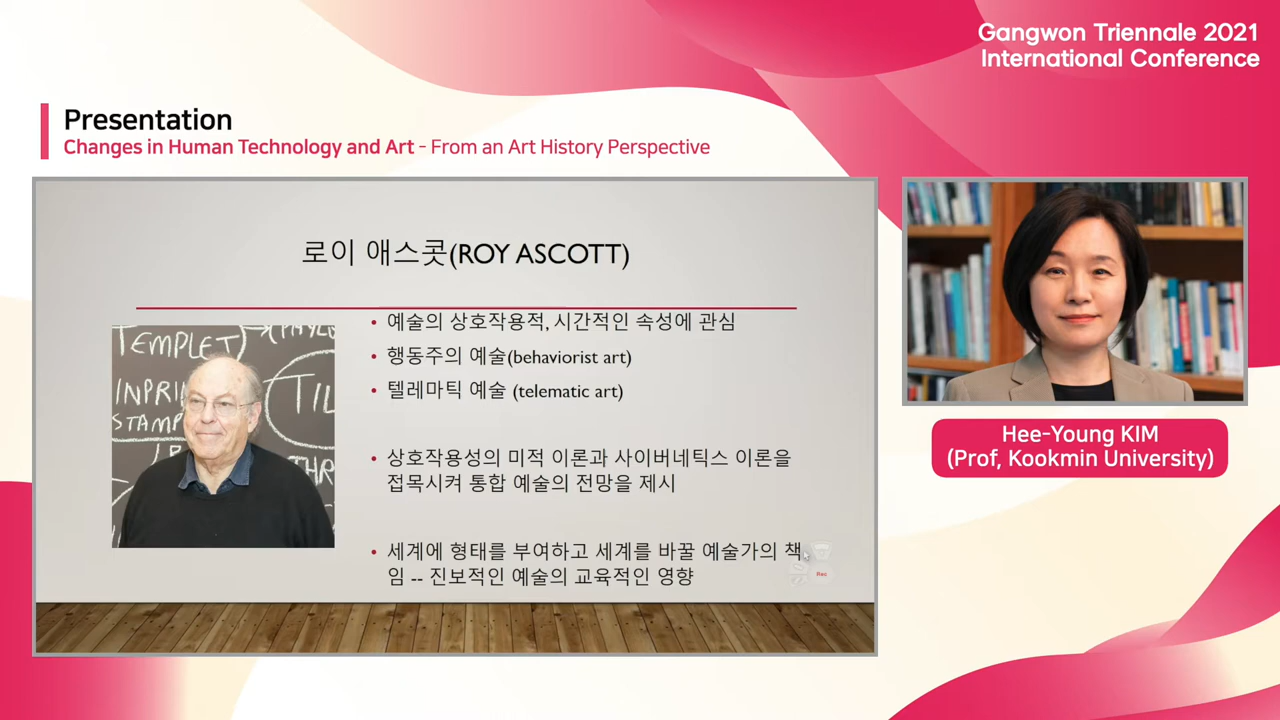 Gangwon Triennale 2021
International Conference
Presentation
Changes in Human Technology and Art - From an Art History Perspective
로이 애스콧(ROY ASCOTT)
TEMPLET
INPRI
STAMP
TIL
• 예술의 상호작용적, 시간적인 속성에 관심
• 행동주의 예술(behaviorist art)
• 텔레마틱 예술 (telematic art)
• 상호작용성의 미적 이론과 사이버네틱스 이론을
접목시켜 통합 예술의 전망을 제시
• 세계에 형태를 부여하고 세계를 바꿀 예술가의 책
임 -- 진보적인 예술의 교육적인 영향
Rec
Hee-Young KIM
(Prof, Kookmin University)